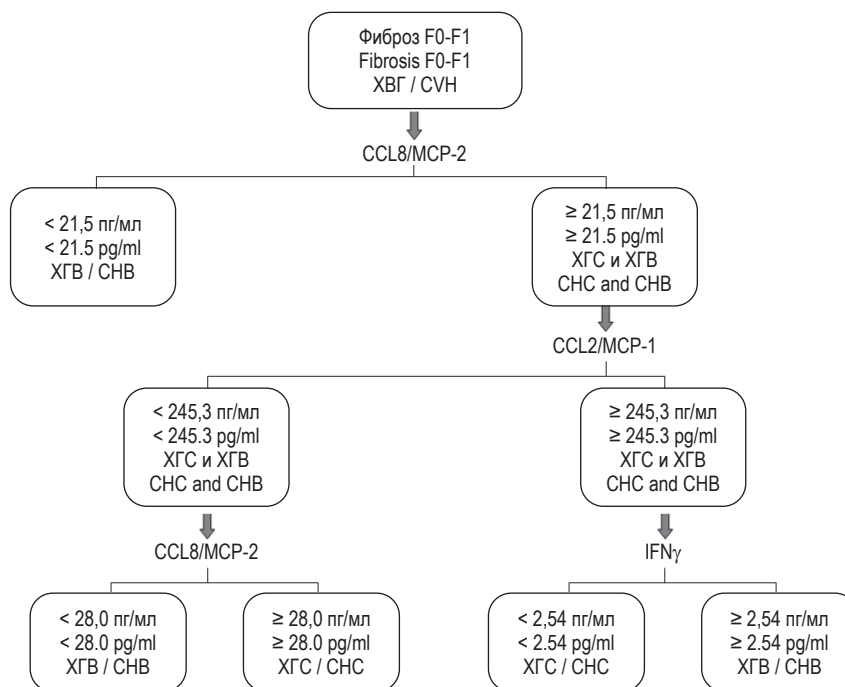 Фиброз F0-F1
Fibrosis F0-F1
ХВГ / CVH
CCL8/MCP-2
< 21,5 пг/мл
< 21.5 pg/ml
ХГВ / CHB
≥ 21,5 пг/мл
≥ 21.5 pg/ml
ХГС и ХГВ
CHC and CHB
CCL2/MCP-1
< 245,3 пг/мл
< 245.3 pg/ml
ХГС и ХГВ
CHC and CHB
≥ 245,3 пг/мл
≥ 245.3 pg/ml
ХГС и ХГВ
CHC and CHB
CCL8/MCP-2
IFNγ
< 28,0 пг/мл
< 28.0 pg/ml
ХГВ / CHB
≥ 28,0 пг/мл
≥ 28.0 pg/ml
ХГС / CHC
< 2,54 пг/мл
< 2.54 pg/ml
ХГС / CHC
≥ 2,54 пг/мл
≥ 2.54 pg/ml
ХГВ / CHB